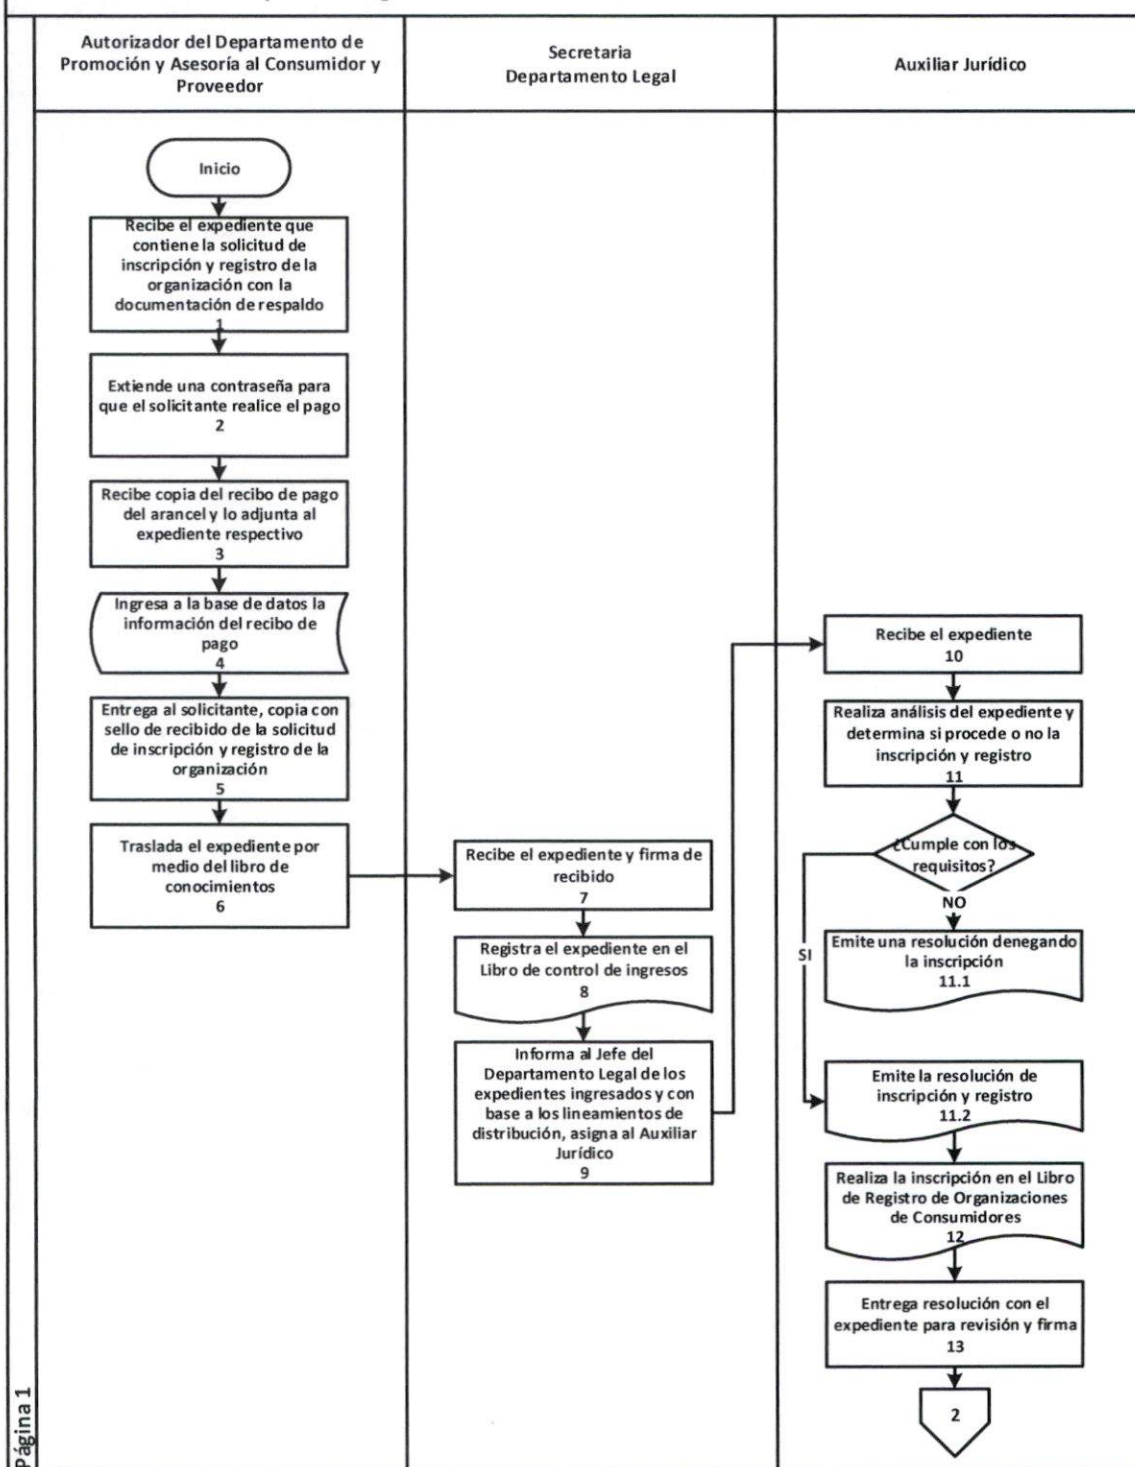 Autorizador del Departamento de
Promoción y Asesoría al Consumidor y
Proveedor
Secretaria
Departamento Legal
Auxiliar Jurídico
Inicio
Recibe el expediente que
contiene la solicitud de
inscripción y registro de la
organización con la
documentación de respaldo
1
Extiende una contraseña para
que el solicitante realice el pago
2
Recibe copia del recibo de pago
del arancel y lo adjunta al
expediente respectivo
3
Ingresa a la base de datos la
información del recibo de
pago
4
Entrega al solicitante, copia con
sello de recibido de la solicitud
de inscripción y registro de la
organización
5
Traslada el expediente por
medio del libro de
conocimientos
6
Recibe el expediente y firma de
recibido
7
Registra el expediente en el
Libro de control de ingresos
8
Informa al Jefe del
Departamento Legal de los
expedientes ingresados y con
base a los lineamientos de
distribución, asigna al Auxiliar
Jurídico
9
Recibe el expediente
10
Realiza análisis del expediente y
determina si procede o no la
inscripción y registro
11
¿Cumple con los
requisitos?
NO
SI
Emite una resolución denegando
la inscripción
11.1
Emite la resolución de
inscripción y registro
11.2
Realiza la inscripción en el Libro
de Registro de Organizaciones
de Consumidores
12
Entrega resolución con el
expediente para revisión y firma
13
2
Página 1